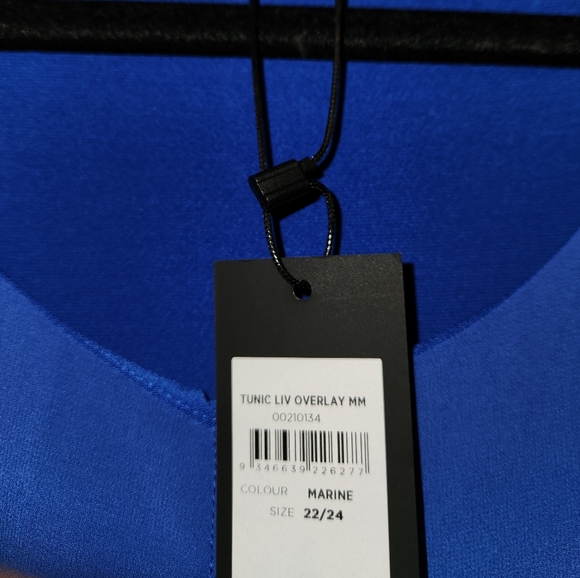 TUNIC LIV OVERLAY MM
00210134
9 346639 226277
COLOUR MARINE
SIZE 22/24